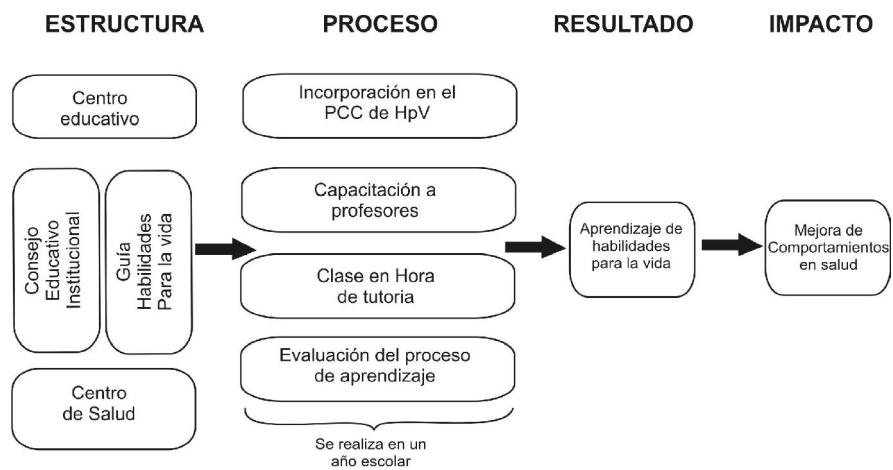 ESTRUCTURA
PROCESO
RESULTADO
IMPACTO
Centro
educativo
Consejo
Educativo
Institucional
Guía
Habilidades
Para la vida
Centro
de Salud
Incorporación en el
PCC de HpV
Capacitación a
profesores
Clase en Hora
de tutoria
Evaluación del proceso
de aprendizaje
Se realiza en un
año escolar
Aprendizaje de
habilidades
para la vida
Mejora de
Comportamientos
en salud